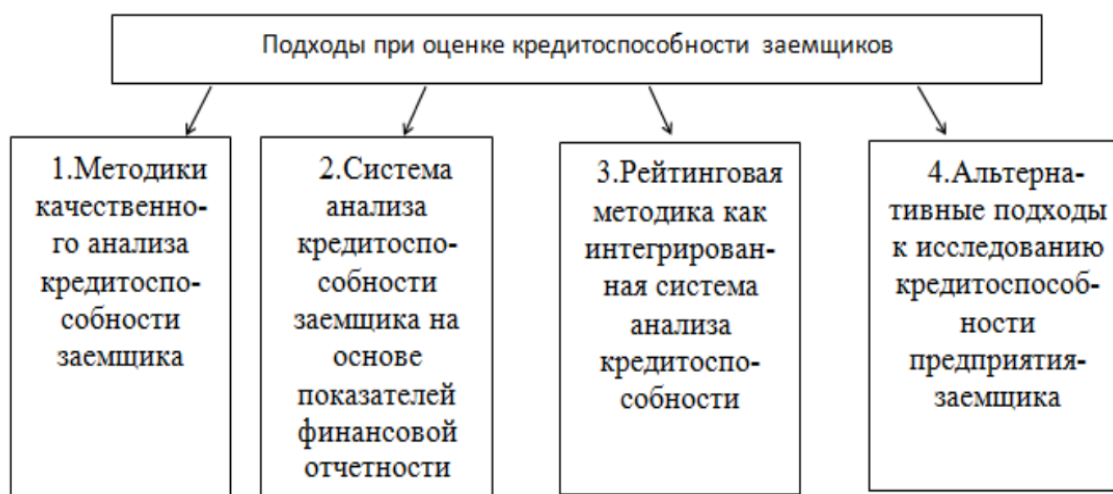 Подходы при оценке кредитоспособности заемщиков
1.Методики
качественно-
го анализа
кредитоспо-
собности
заемщика
2.Система
анализа
кредитоспо-
собности
заемщика на
основе
показателей
финансовой
отчетности
3.Рейтинговая
методика как
интегрирован-
ная система
анализа
кредитоспо-
собности
4.Альтерна-
тивные подходы
к исследованию
кредитоспособ-
ности
предприятия-
заемщика